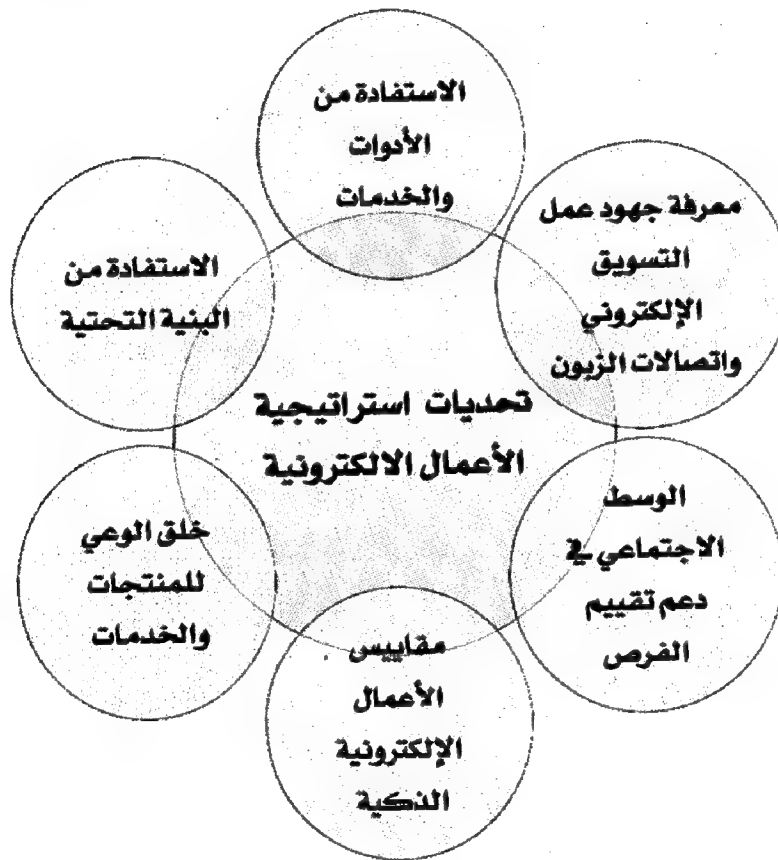 الاستفادة من
الأدوات
والخدمات
معرفة جهود عمل
التسويق
الإلكتروني
واتصالات الزبون
الاستفادة من
البنية التحتية
تحديات استراتيجية
الأعمال الالكترونية
الوسط
الاجتماعي في
دعم تقييم
الفرص
خلق الوعي
للمنتجات
والخدمات
مقاييس
الأعمال
الإلكترونية
الذكية